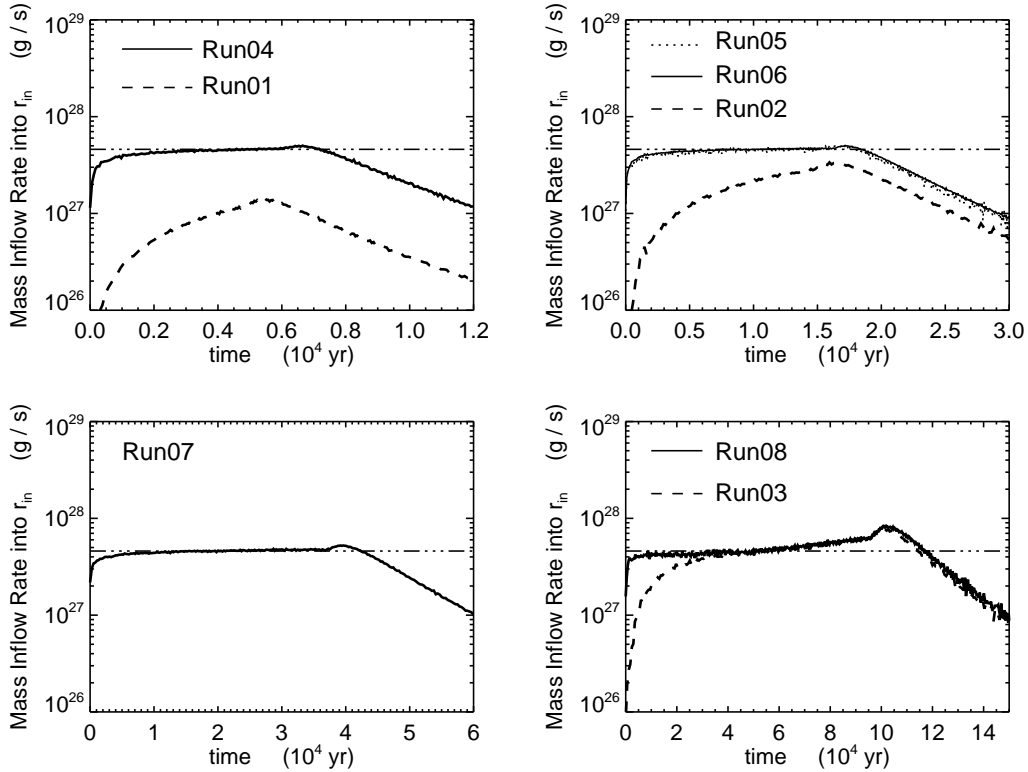 Mass Inflow Rate into r_in (g / s)
10^29
10^28
10^27
10^26
Run04
Run01
0.0 0.2 0.4 0.6 0.8 1.0 1.2
time (10^4 yr)
Mass Inflow Rate into r_in (g / s)
10^29
10^28
10^27
10^26
Run05
Run06
Run02
0.0 0.5 1.0 1.5 2.0 2.5 3.0
time (10^4 yr)
Mass Inflow Rate into r_in (g / s)
10^29
10^28
10^27
10^26
Run07
0 1 2 3 4 5 6
time (10^4 yr)
Mass Inflow Rate into r_in (g / s)
10^29
10^28
10^27
10^26
Run08
Run03
0 2 4 6 8 10 12 14
time (10^4 yr)